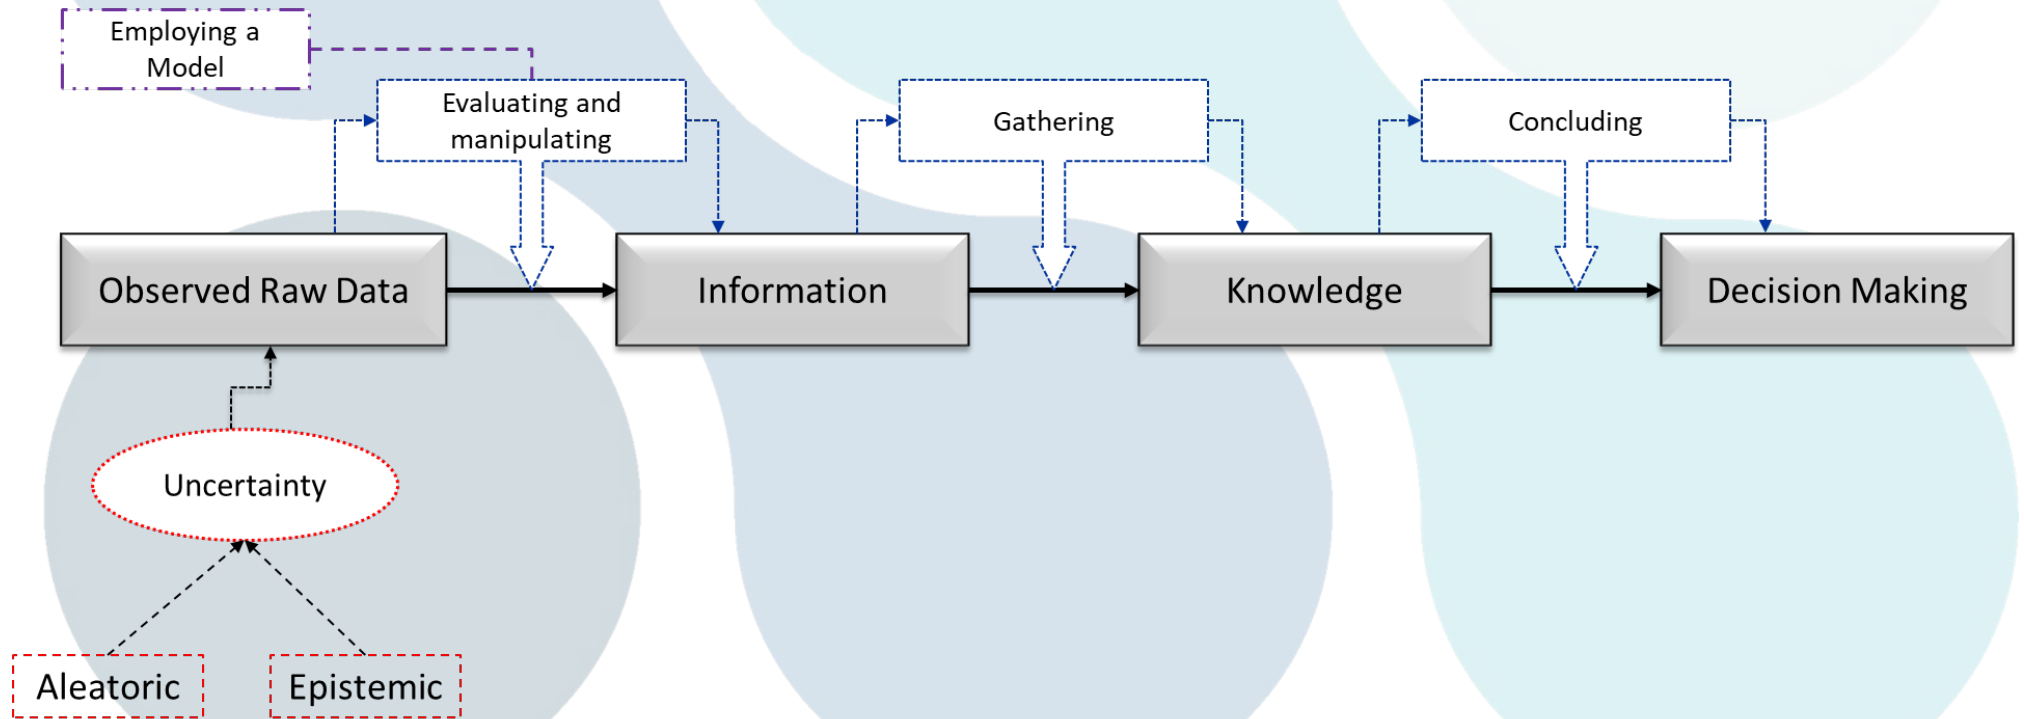 Employing a
Model
Evaluating and
manipulating
Gathering
Concluding
Observed Raw Data
Information
Knowledge
Decision Making
Uncertainty
Aleatoric
Epistemic